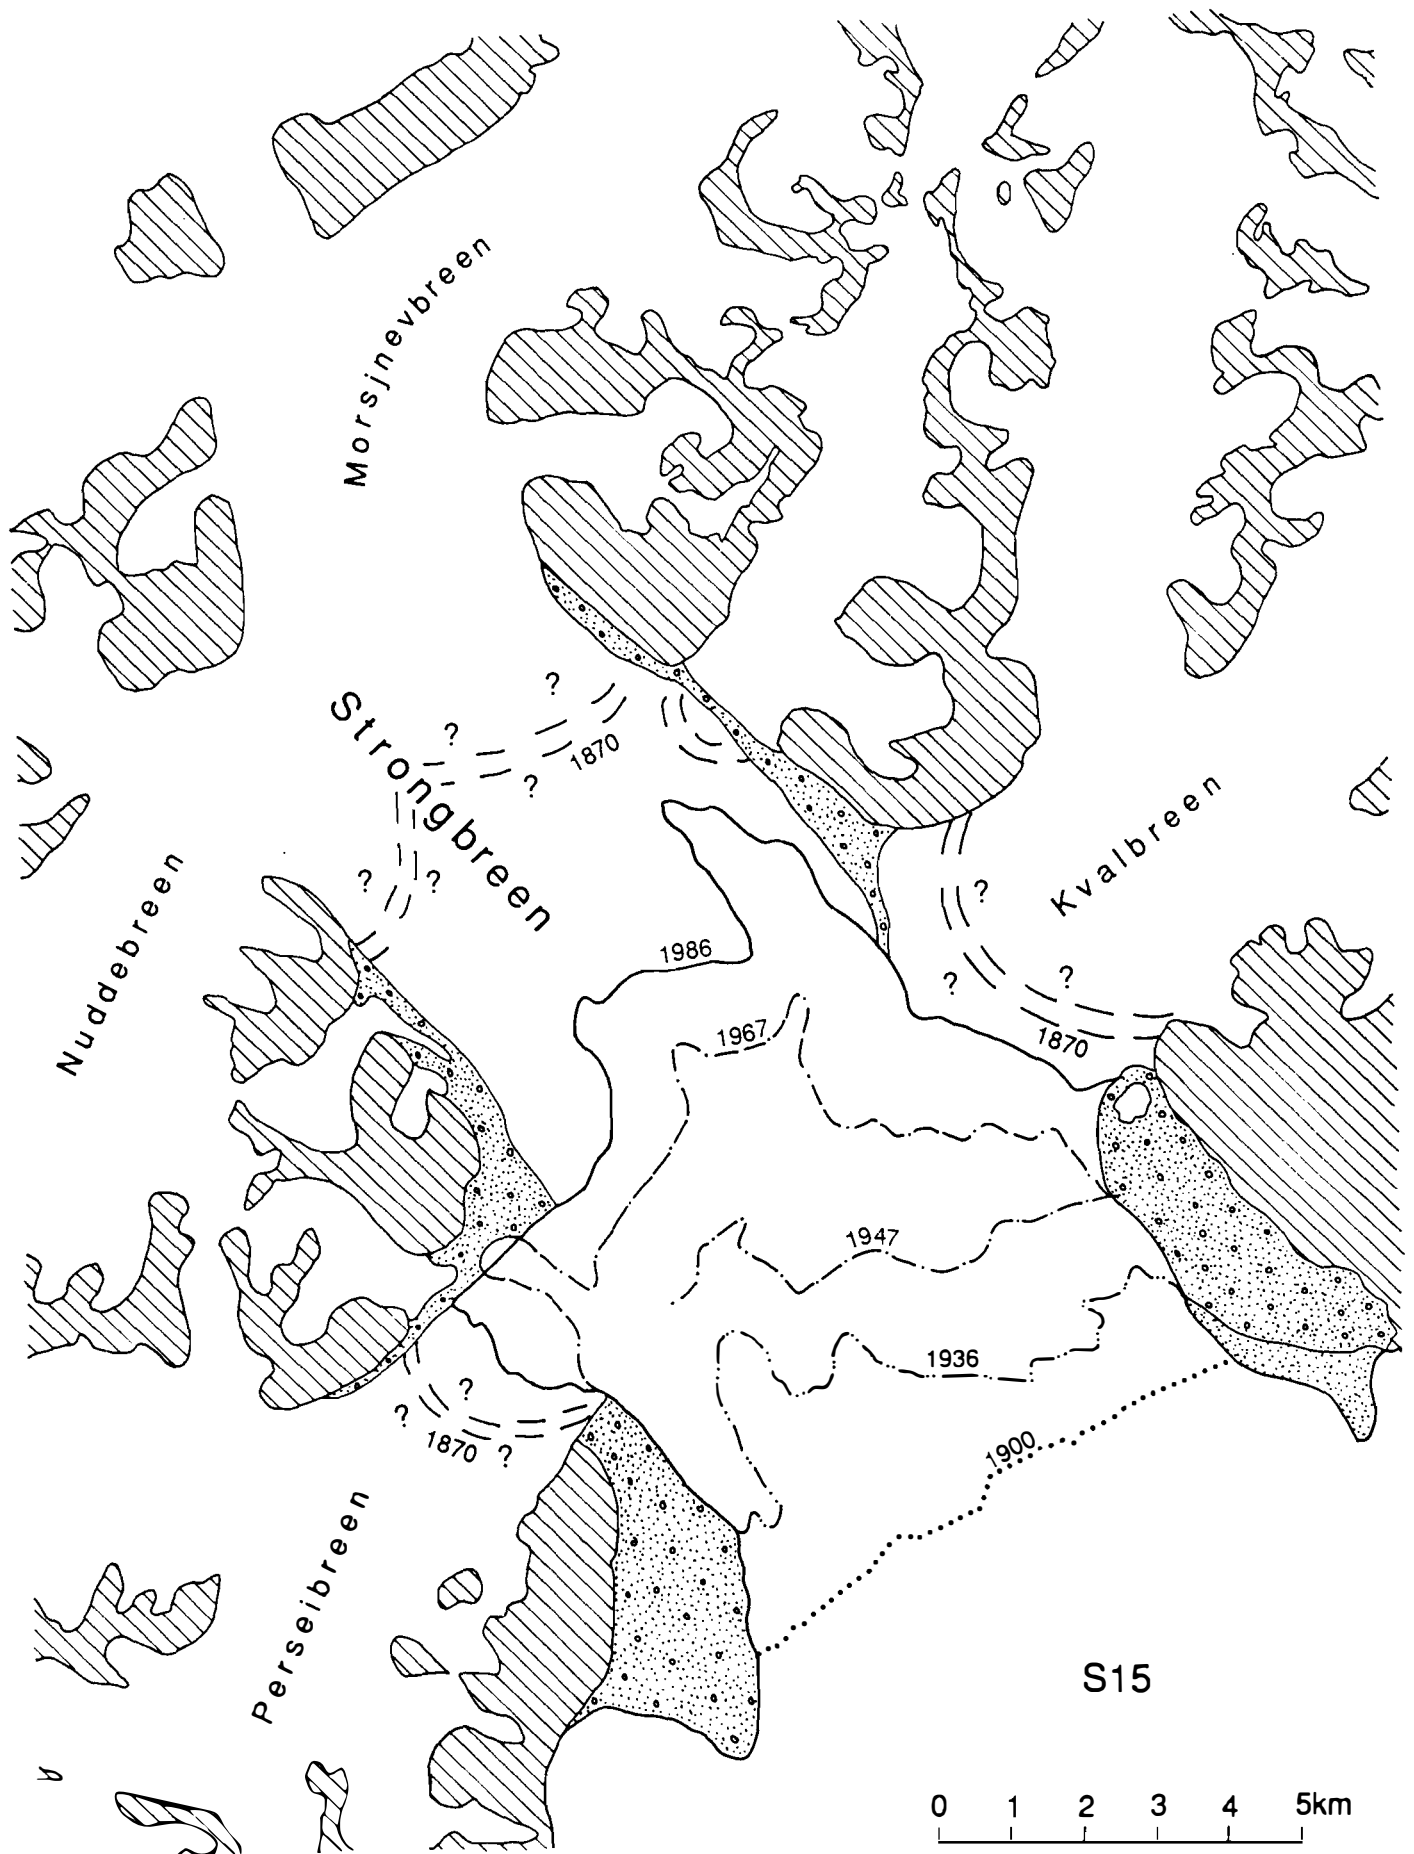 Morsjnevbreen
?
?
1870
?
Strongbreen
Kvalbreen
Nuddebreen
?
?
?
1986
?
?
1967
1870
1947
1936
?
?
1870
?
1900
Perseibreen
S15
0 1 2 3 4 5km